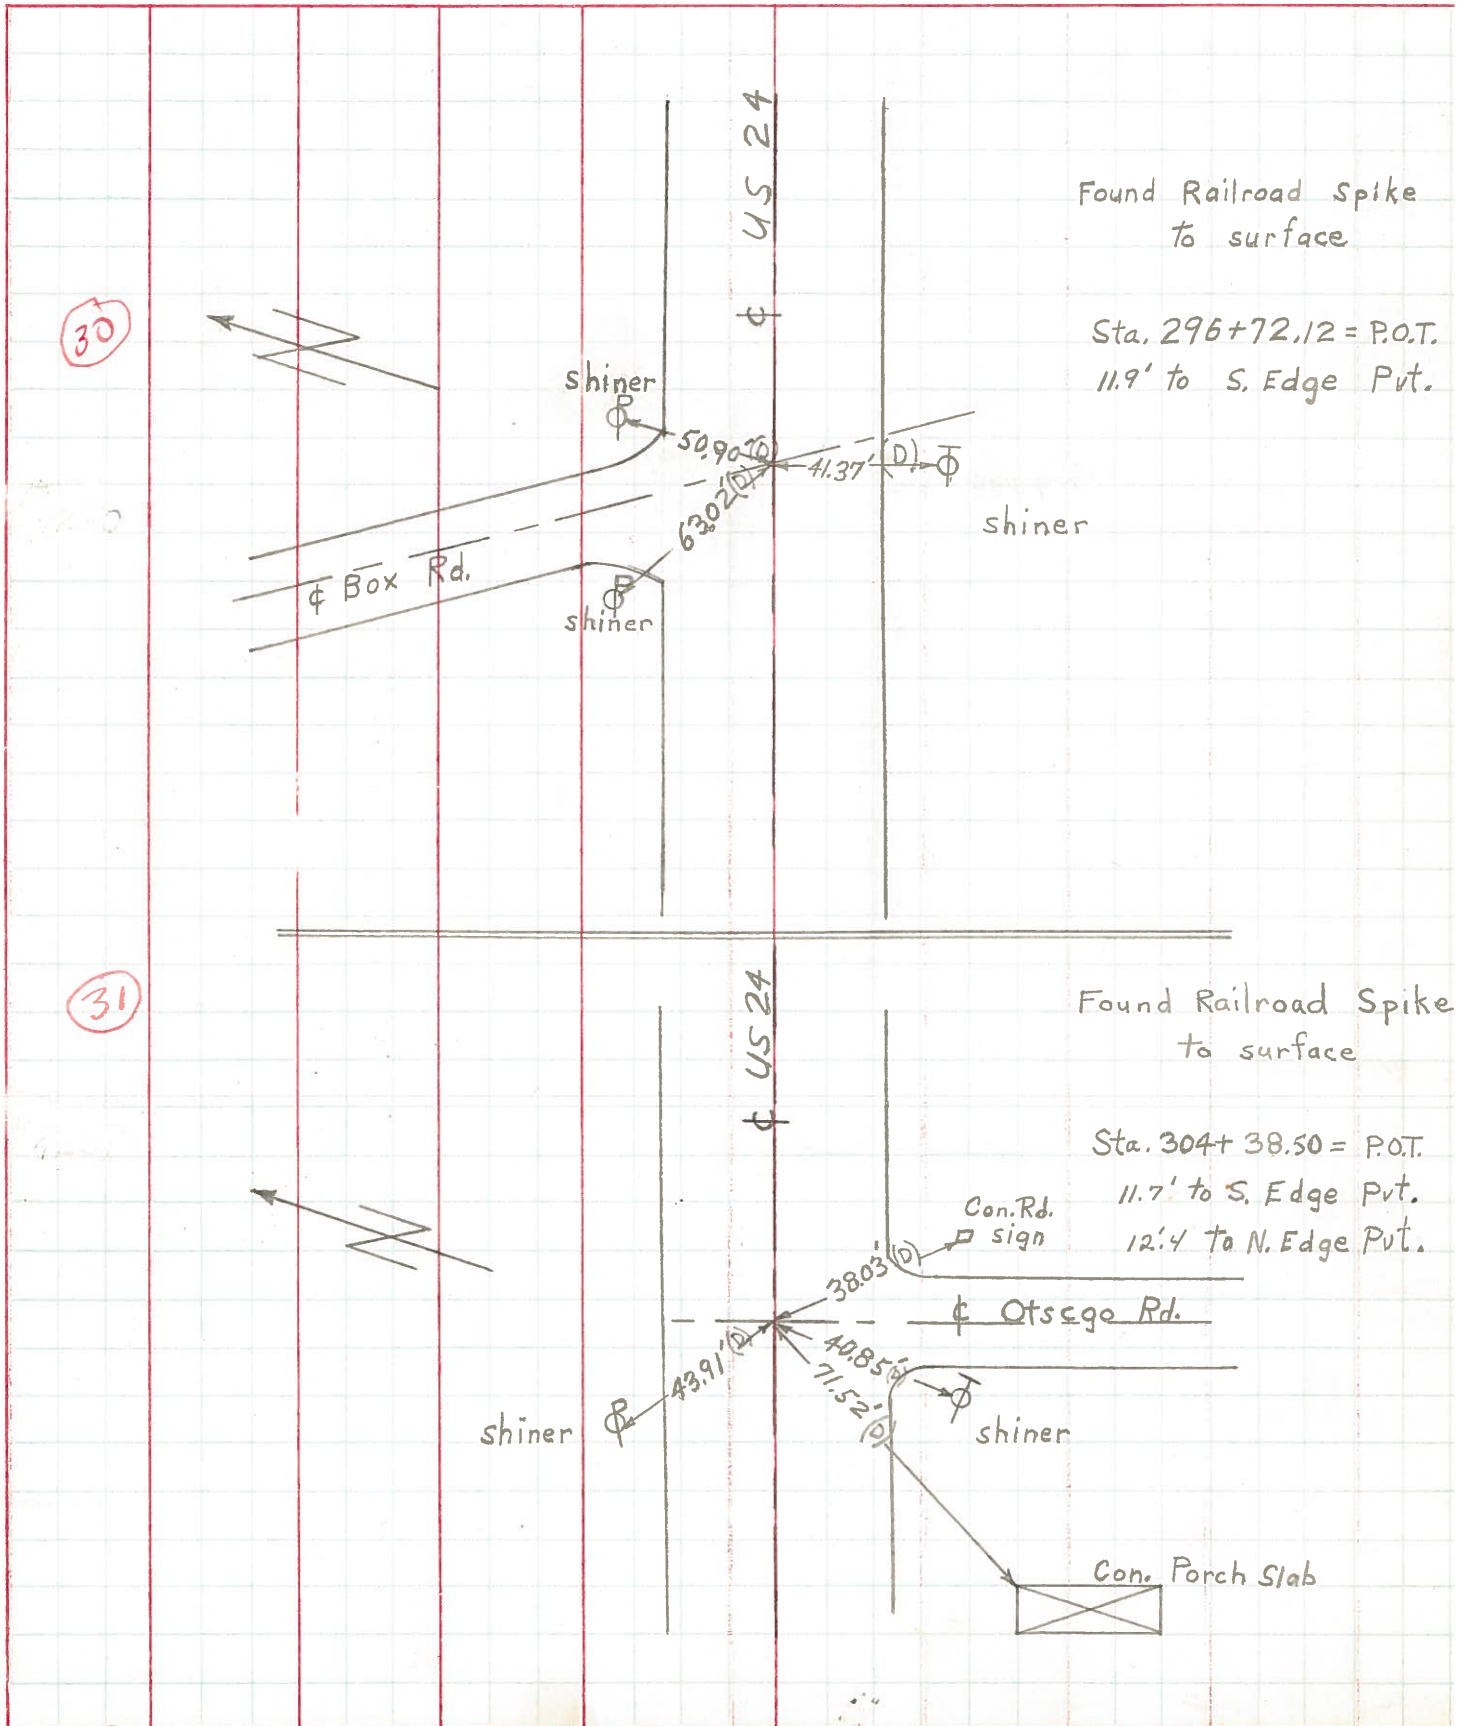 30
℄ US 24
Found Railroad Spike
to surface
Sta. 296+72.12 = P.O.T.
11.9' to S. Edge Pvt.
shiner
P
50.90' (D)
41.37' (D)
T
shiner
63.02' (D)
P
shiner
℄ Box Rd.
31
℄ US 24
Found Railroad Spike
to surface
Sta. 304+38.50 = P.O.T.
11.7' to S. Edge Pvt.
12.'4 to N. Edge Pvt.
Con. Rd.
sign
38.03' (D)
℄ Otsego Rd.
43.91' (D)
40.85' (D)
71.52' (D)
shiner
P
T
shiner
Con. Porch Slab